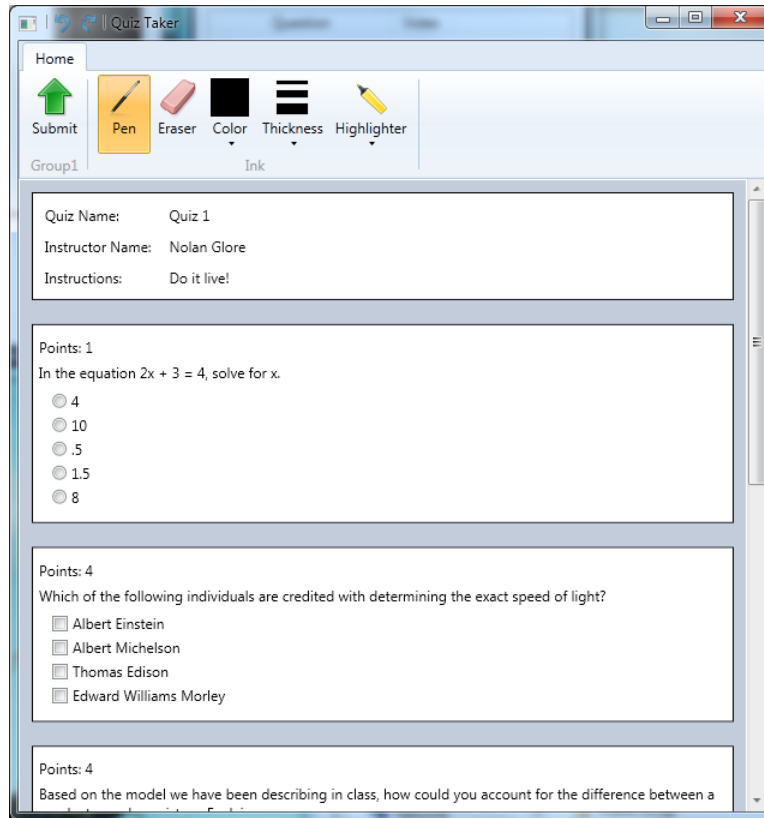 Quiz Taker
Home
Submit Pen Eraser Color Thickness Highlighter
Group1 Ink
Quiz Name: Quiz 1
Instructor Name: Nolan Glore
Instructions: Do it live!
Points: 1
In the equation 2x + 3 = 4, solve for x.
4
10
.5
1.5
8
Points: 4
Which of the following individuals are credited with determining the exact speed of light?
Albert Einstein
Albert Michelson
Thomas Edison
Edward Williams Morley
Points: 4
Based on the model we have been describing in class, how could you account for the difference between a